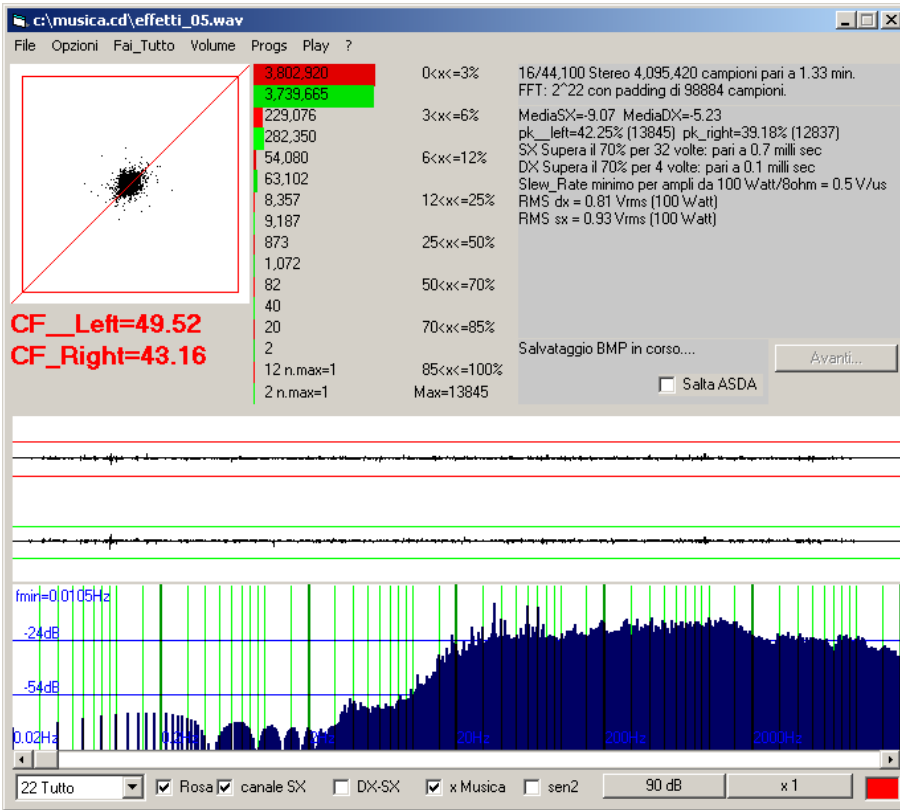 c:\musica.cd\effetti_05.wav
File Opzioni Fai_Tutto Volume Progs Play ?
3,802,920 0<x<=3%
3,739,665
229,076 3<x<=6%
282,350
54,080 6<x<=12%
63,102
8,357 12<x<=25%
9,187
873 25<x<=50%
1,072
82 50<x<=70%
40
20 70<x<=85%
2
12 n.max=1 85<x<=100%
2 n.max=1 Max=13845
CF__Left=49.52
CF_Right=43.16
16/44,100 Stereo 4,095,420 campioni pari a 1.33 min.
FFT: 2^22 con padding di 98884 campioni.
MediaSX=-9.07 MediaDX=-5.23
pk__left=42.25% (13845) pk_right=39.18% (12837)
SX Supera il 70% per 32 volte: pari a 0.7 milli sec
DX Supera il 70% per 4 volte: pari a 0.1 milli sec
Slew_Rate minimo per ampli da 100 Watt/8ohm = 0.5 V/us
RMS dx = 0.81 Vrms (100 Watt)
RMS sx = 0.93 Vrms (100 Watt)
Salvataggio BMP in corso....
Avanti...
Salta ASDA
fmin=0.0105Hz
-24dB
-54dB
0.02Hz 0.2Hz 2Hz 20Hz 200Hz 2000Hz
22 Tutto Rosa canale SX DX-SX x Musica sen2 90 dB x 1